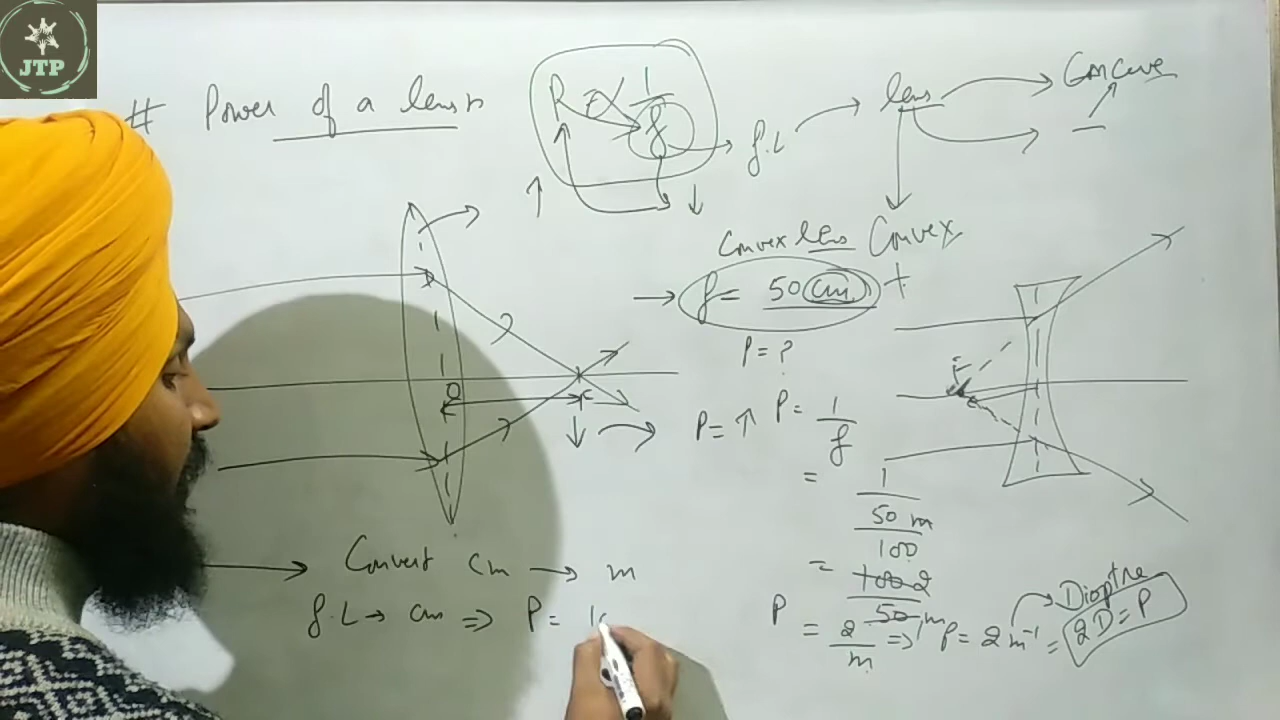 JTP
# Power of a lens
P ∝ 1/f
f.L
lens
Concave
−
↑
↓
Convex lens
Convex
+
f = 50 cm
P = ?
O
F
F
P = ↑
P = 1/f
= 1/(50 m/100)
= 100 2/50 m
P = 2/m ⇒ P = 2 m⁻¹ = 2D = P
Dioptre
Convert cm → m
f.L → cm ⇒ P =